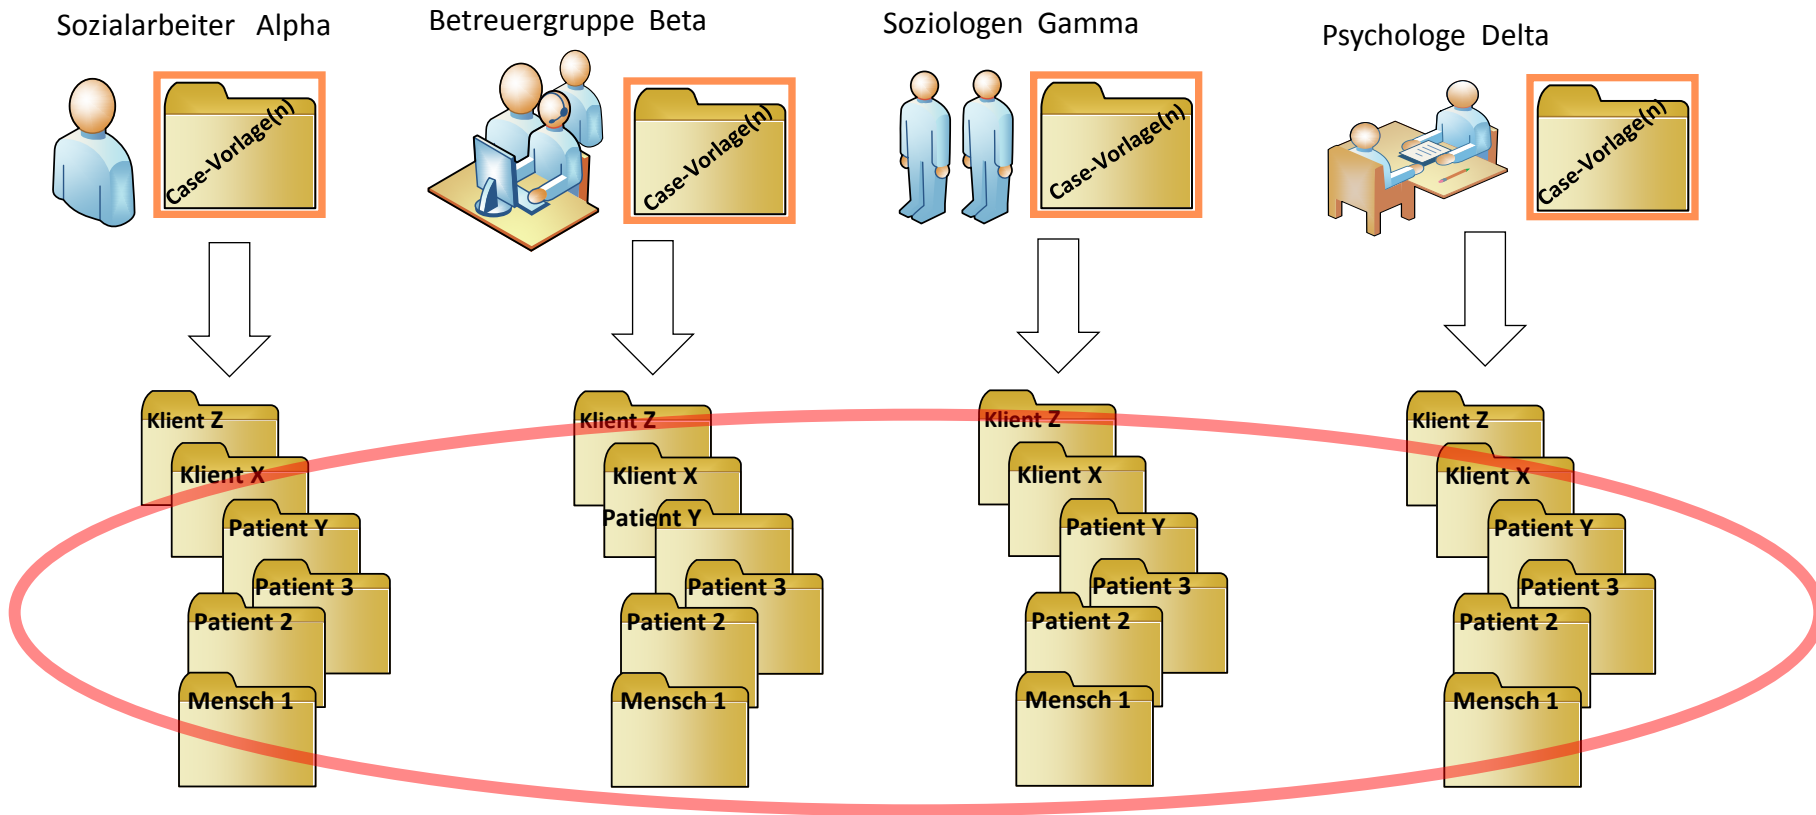 Sozialarbeiter Alpha
Betreuergruppe Beta
Soziologen Gamma
Psychologe Delta
Case-Vorlage(n)
Case-Vorlage(n)
Case-Vorlage(n)
Case-Vorlage(n)
Klient Z
Klient X
Patient Y
Patient 3
Patient 2
Mensch 1
Klient Z
Klient X
Patient Y
Patient 3
Patient 2
Mensch 1
Klient Z
Klient X
Patient Y
Patient 3
Patient 2
Mensch 1
Klient Z
Klient X
Patient Y
Patient 3
Patient 2
Mensch 1